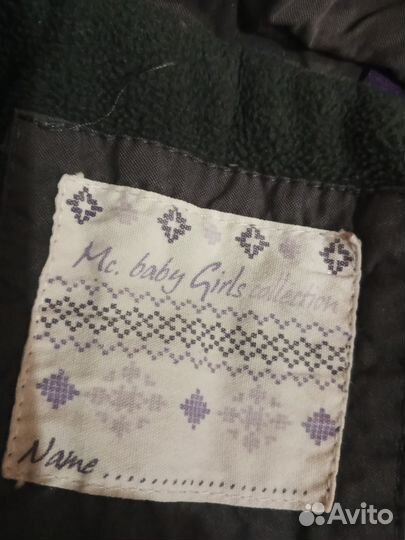 Mc. baby Girls collection
Name..............................
Avito